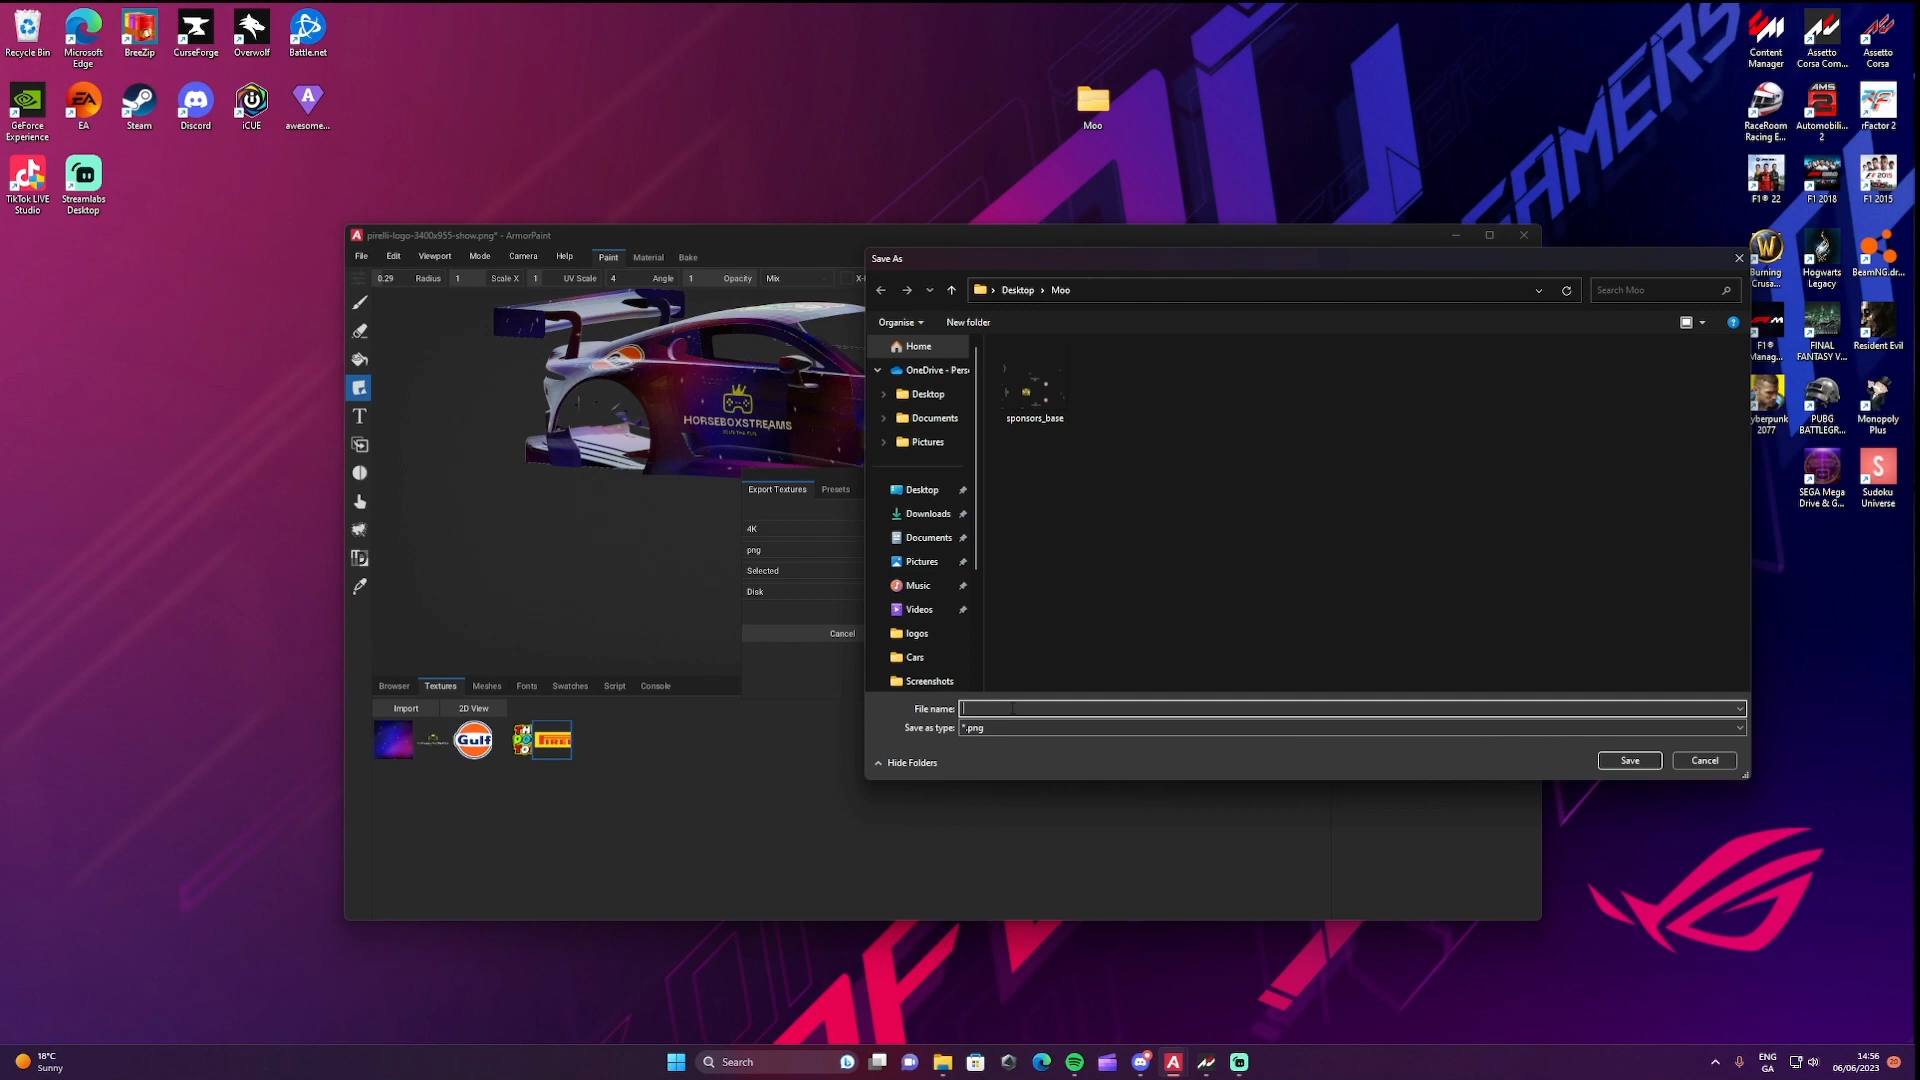 Recycle Bin
Microsoft Edge
BreeZip
CurseForge
Overwolf
Battle.net
GeForce Experience
EA
Steam
Discord
iCUE
awesome...
TikTok LIVE Studio
Streamlabs Desktop
Moo
GAMERS
Content Manager
Assetto Corsa Com...
Assetto Corsa
RaceRoom Racing E...
Automobili... 2
rFactor 2
F1® 22
F1 2018
F1 2015
Burning Crusa...
Hogwarts Legacy
BeamNG.dr...
F1® Manag...
FINAL FANTASY V...
Resident Evil
yberpunk 2077
PUBG BATTLEGR...
Monopoly Plus
SEGA Mega Drive & G...
Sudoku Universe
pirelli-logo-3400x955-show.png* - ArmorPaint
File Edit Viewport Mode Camera Help Paint Material Bake
0.29 Radius 1 Scale X 1 UV Scale 4 Angle 1 Opacity Mix
HORSEBOXSTREAMS
JOIN THE FUN
Export Textures Presets
4K
png
Selected
Disk
Cancel
Browser Textures Meshes Fonts Swatches Script Console
Import 2D View
Gulf
Save As
Desktop > Moo
Search Moo
Organise New folder
Home
OneDrive - Pers
Desktop
Documents
Pictures
Desktop
Downloads
Documents
Pictures
Music
Videos
logos
Cars
Screenshots
sponsors_base
File name:
Save as type: *.png
Hide Folders
Save Cancel
18°C
Sunny
Search
ENG
GA
14:56
06/06/2023
20